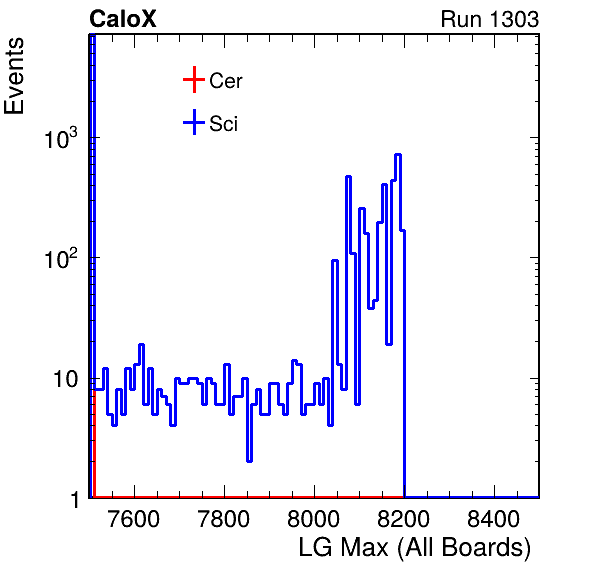 CaloX Run 1303
Events
Cer
Sci
10³
10²
10
1
7600 7800 8000 8200 8400
LG Max (All Boards)